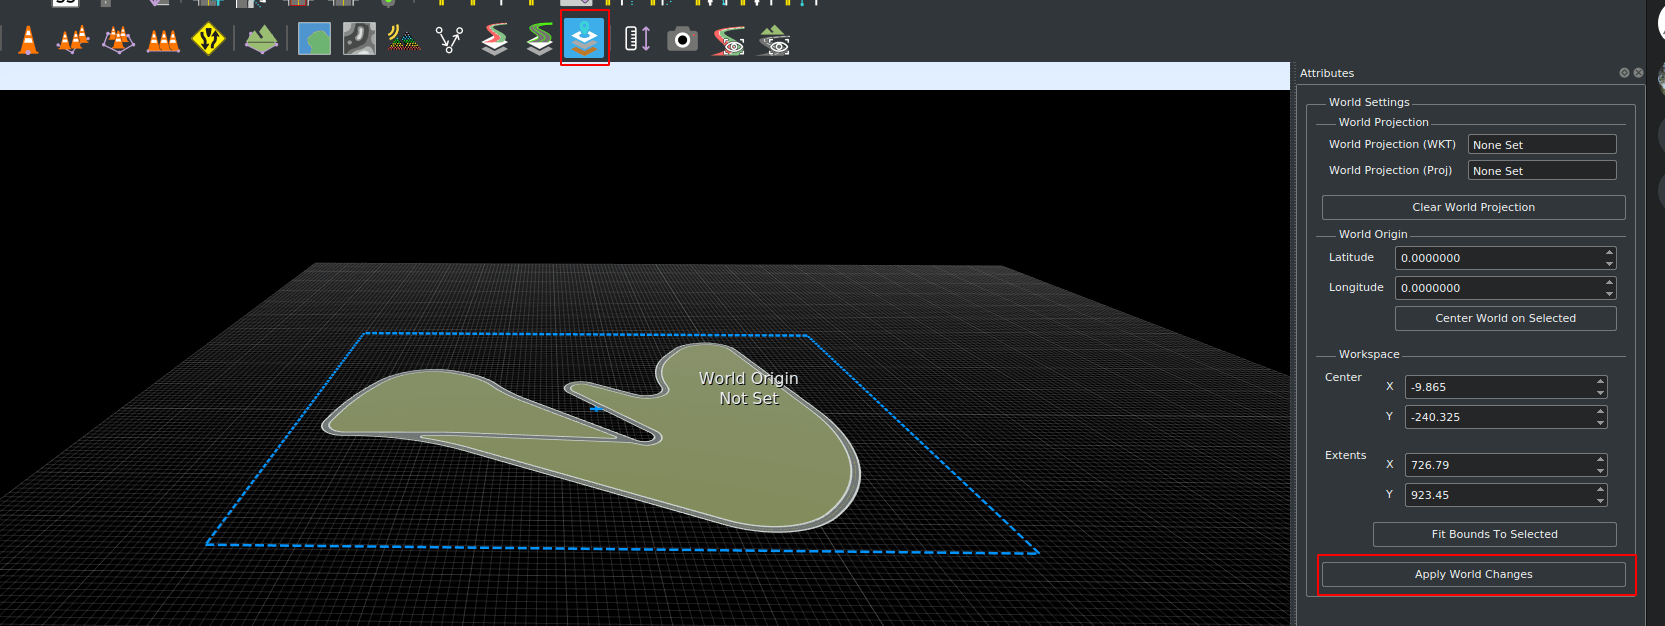 Attributes
World Settings
World Projection
World Projection (WKT) None Set
World Projection (Proj) None Set
Clear World Projection
World Origin
Latitude 0.0000000
Longitude 0.0000000
Center World on Selected
Workspace
Center
X -9.865
Y -240.325
Extents
X 726.79
Y 923.45
Fit Bounds To Selected
Apply World Changes
World Origin
Not Set